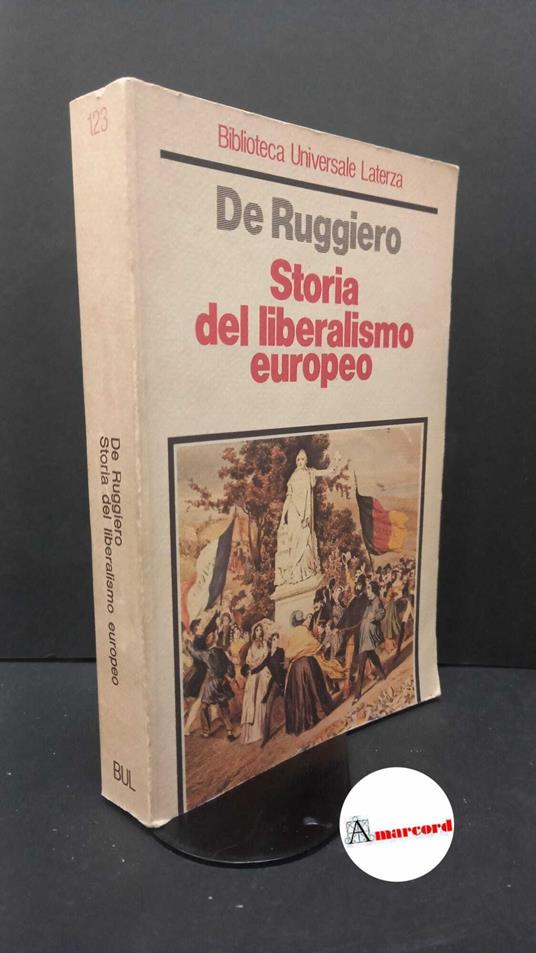 123
De Ruggiero
Storia del liberalismo europeo
BUL
Biblioteca Universale Laterza
De Ruggiero
Storia
del liberalismo
europeo
Amarcord